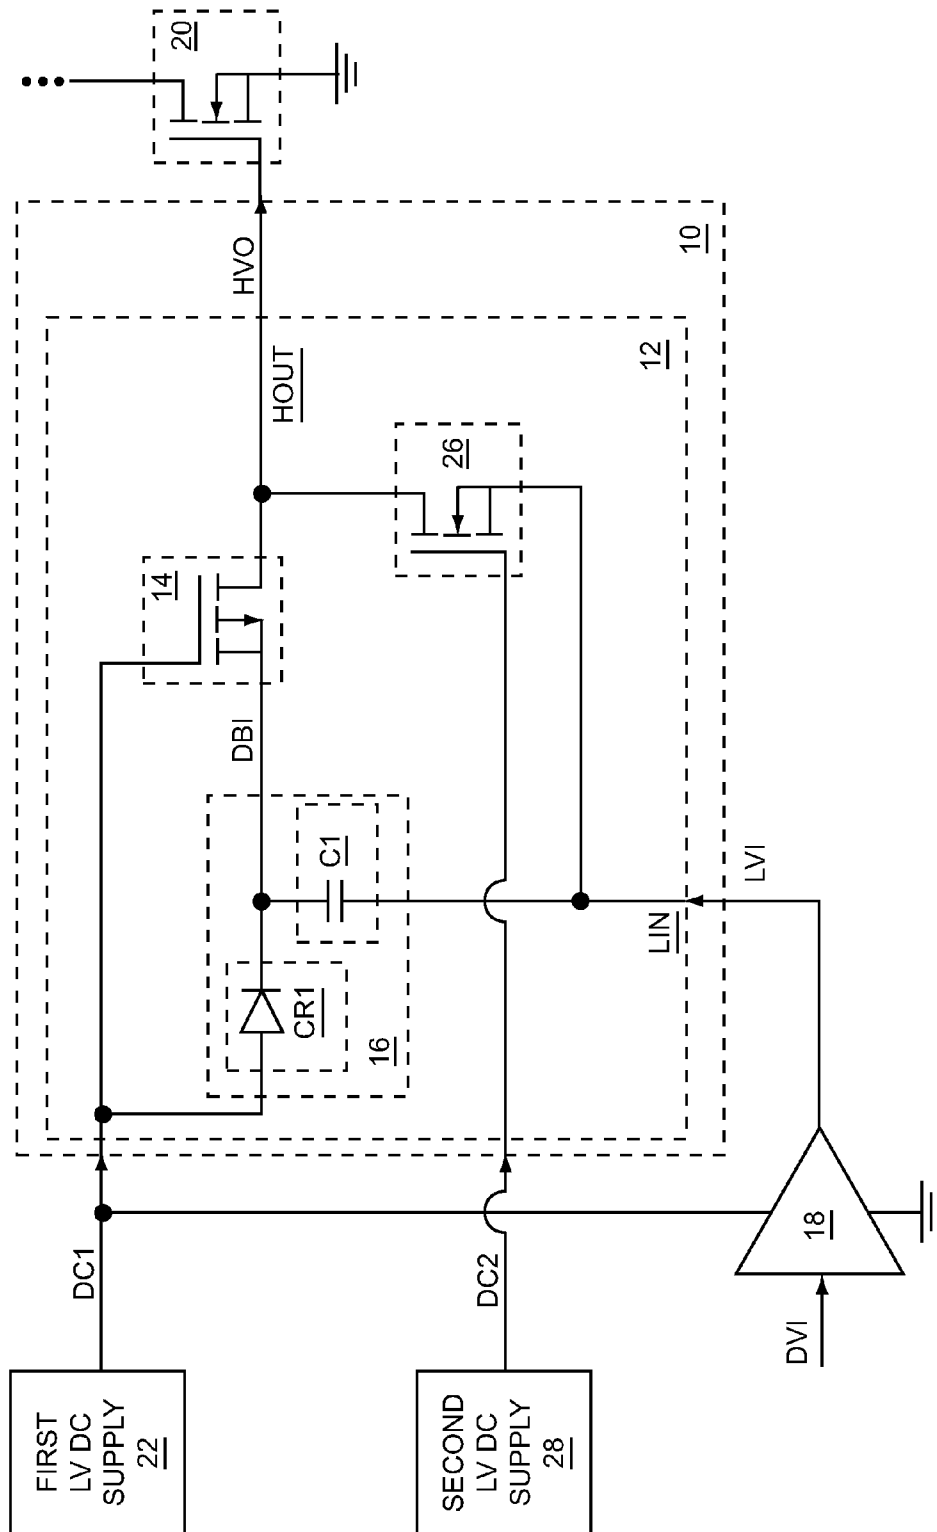 FIRST
LV DC
SUPPLY
22
DC1
SECOND
LV DC
SUPPLY
28
DC2
DVI
18
LVI
LIN
16
CR1
C1
DBI
14
26
HOUT
12
HVO
10
20